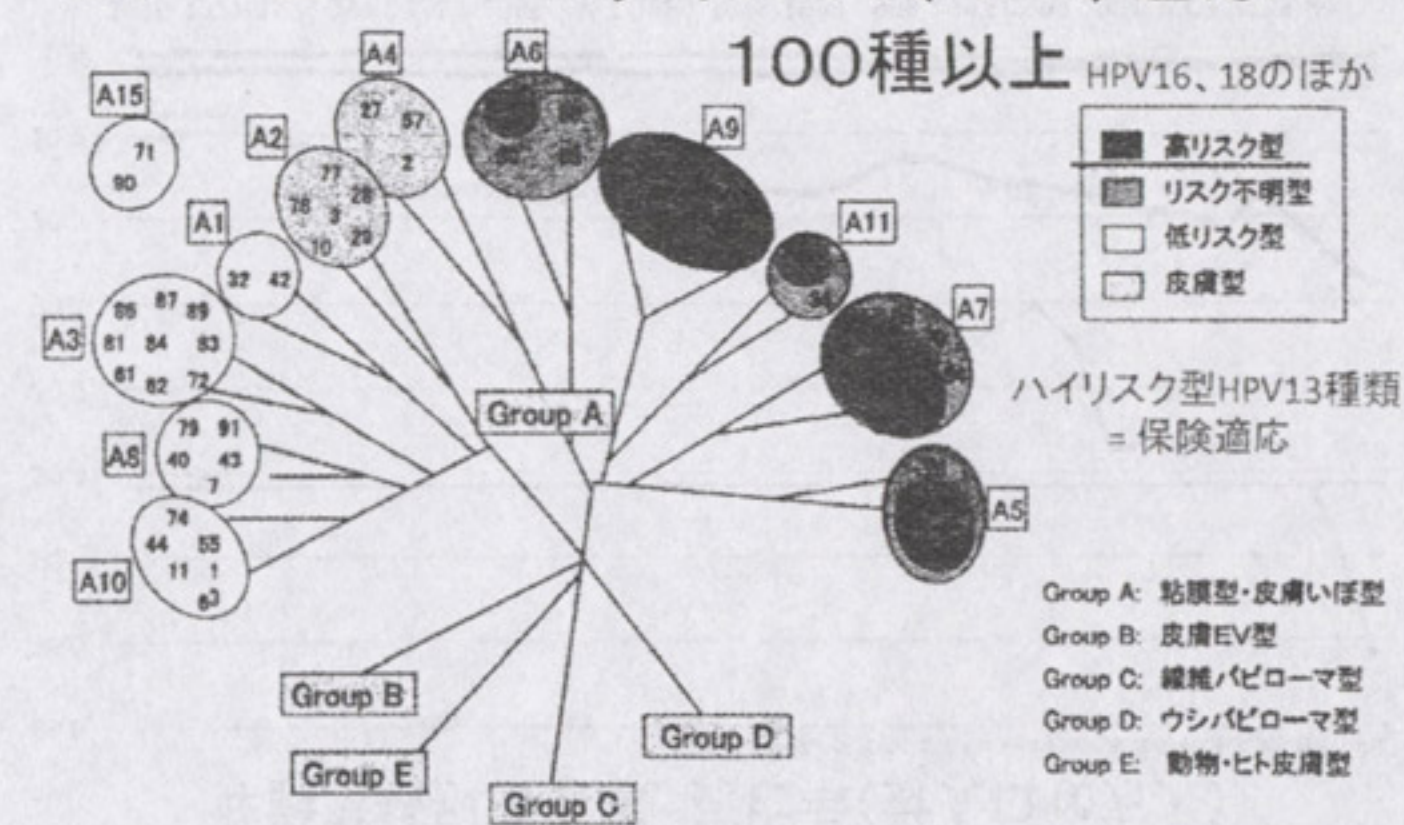 100種以上 HPV16、18のほか
高リスク型
リスク不明型
低リスク型
皮膚型
ハイリスク型HPV13種類
=保険適応
A15
71
90
A4
27 57
2
A6
A9
A2
77
28
3
10 29
A1
32 42
A11
34
A7
A3
86 87 89
81 84 83
61 82 72
A8
79 91
40 43
7
A10
74
44 55
11
A5
Group A
Group B
Group E
Group C
Group D
Group A: 粘膜型・皮膚いぼ型
Group B: 皮膚EV型
Group C: 繊維パピローマ型
Group D: ウシパピローマ型
Group E: 動物・ヒト皮膚型